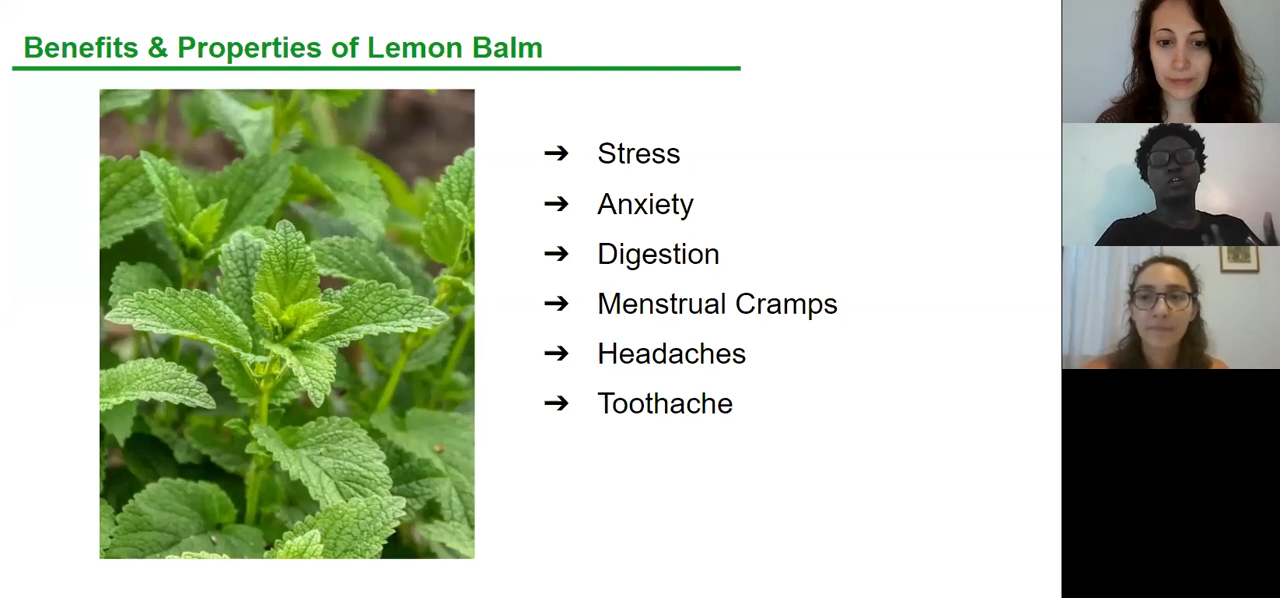 Benefits & Properties of Lemon Balm
➔ Stress
➔ Anxiety
➔ Digestion
➔ Menstrual Cramps
➔ Headaches
➔ Toothache